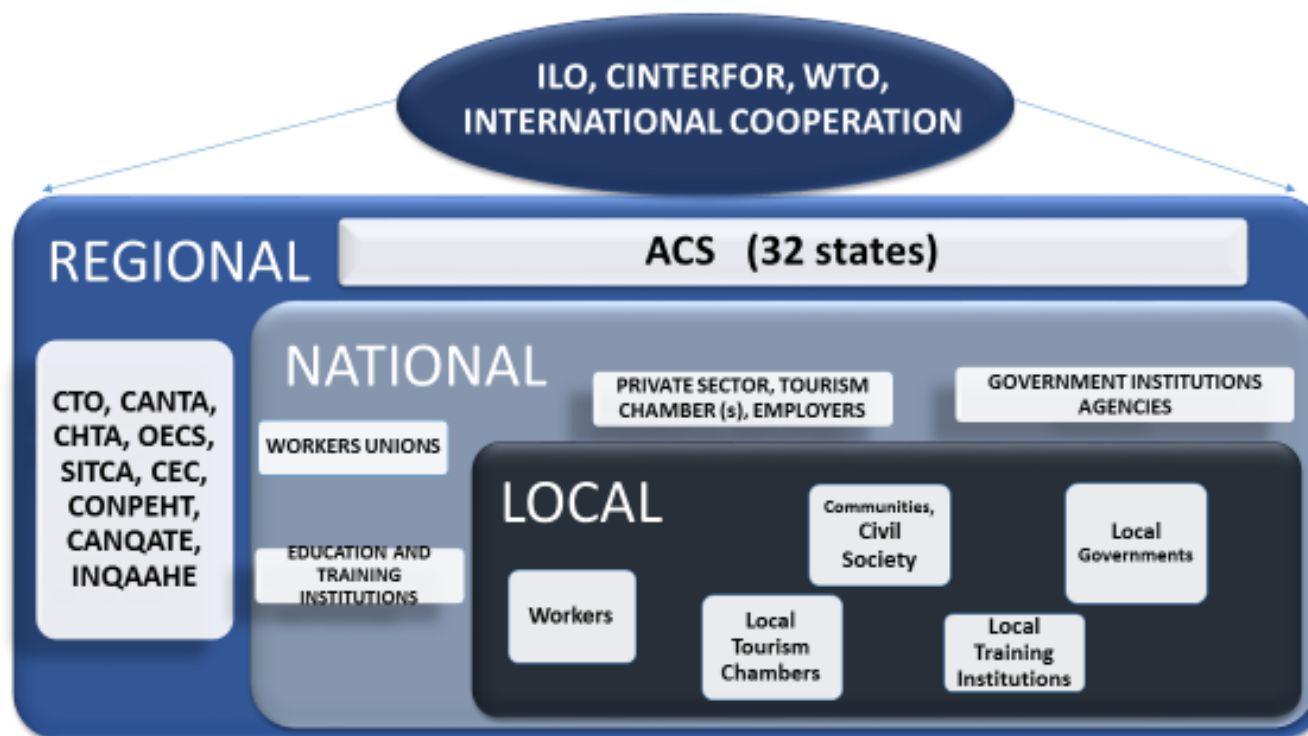 ILO, CINTERFOR, WTO,
INTERNATIONAL COOPERATION
REGIONAL
ACS (32 states)
CTO, CANTA,
CHTA, OECS,
SITCA, CEC,
CONPEHT,
CANQATE,
INQAAHE
NATIONAL
PRIVATE SECTOR, TOURISM
CHAMBER (s), EMPLOYERS
GOVERNMENT INSTITUTIONS
AGENCIES
WORKERS UNIONS
EDUCATION AND
TRAINING
INSTITUTIONS
LOCAL
Communities,
Civil
Society
Local
Governments
Workers
Local
Tourism
Chambers
Local
Training
Institutions